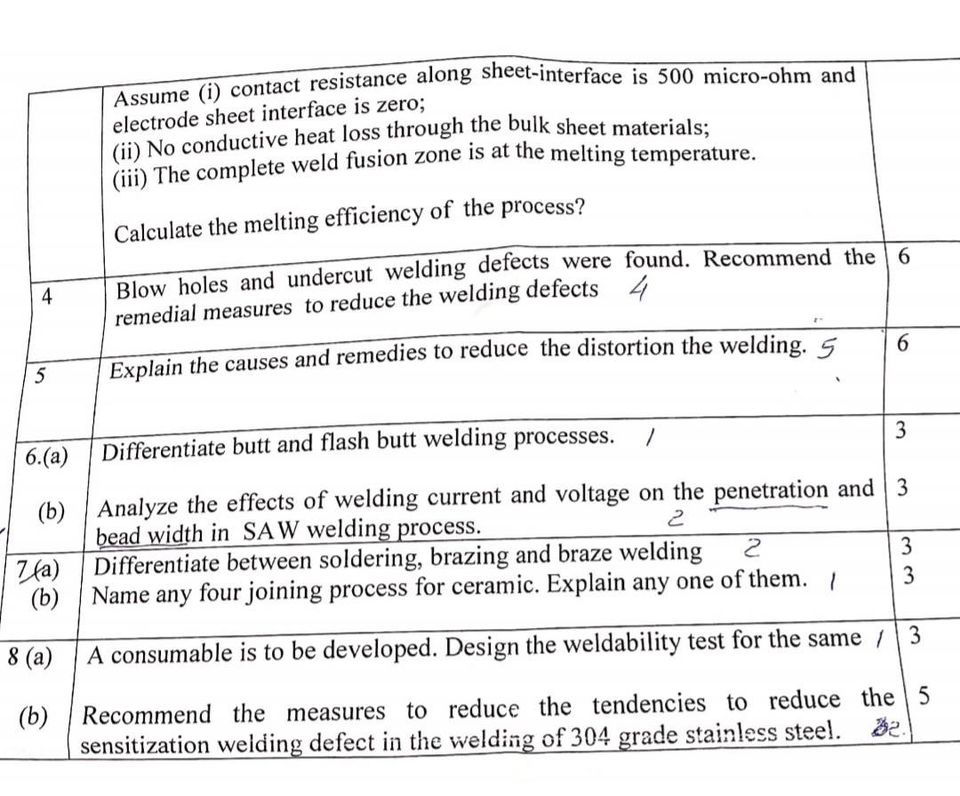 Assume (i) contact resistance along sheet-interface is 500 micro-ohm and
electrode sheet interface is zero;
(ii) No conductive heat loss through the bulk sheet materials;
(iii) The complete weld fusion zone is at the melting temperature.
Calculate the melting efficiency of the process?
4 Blow holes and undercut welding defects were found. Recommend the 6
remedial measures to reduce the welding defects 4
5 Explain the causes and remedies to reduce the distortion the welding. 5 6
6.(a) Differentiate butt and flash butt welding processes. / 3
(b) Analyze the effects of welding current and voltage on the penetration and 3
bead width in SAW welding process. 2
7(a) Differentiate between soldering, brazing and braze welding 2 3
(b) Name any four joining process for ceramic. Explain any one of them. 1 3
8 (a) A consumable is to be developed. Design the weldability test for the same / 3
(b) Recommend the measures to reduce the tendencies to reduce the 5
sensitization welding defect in the welding of 304 grade stainless steel. 2.